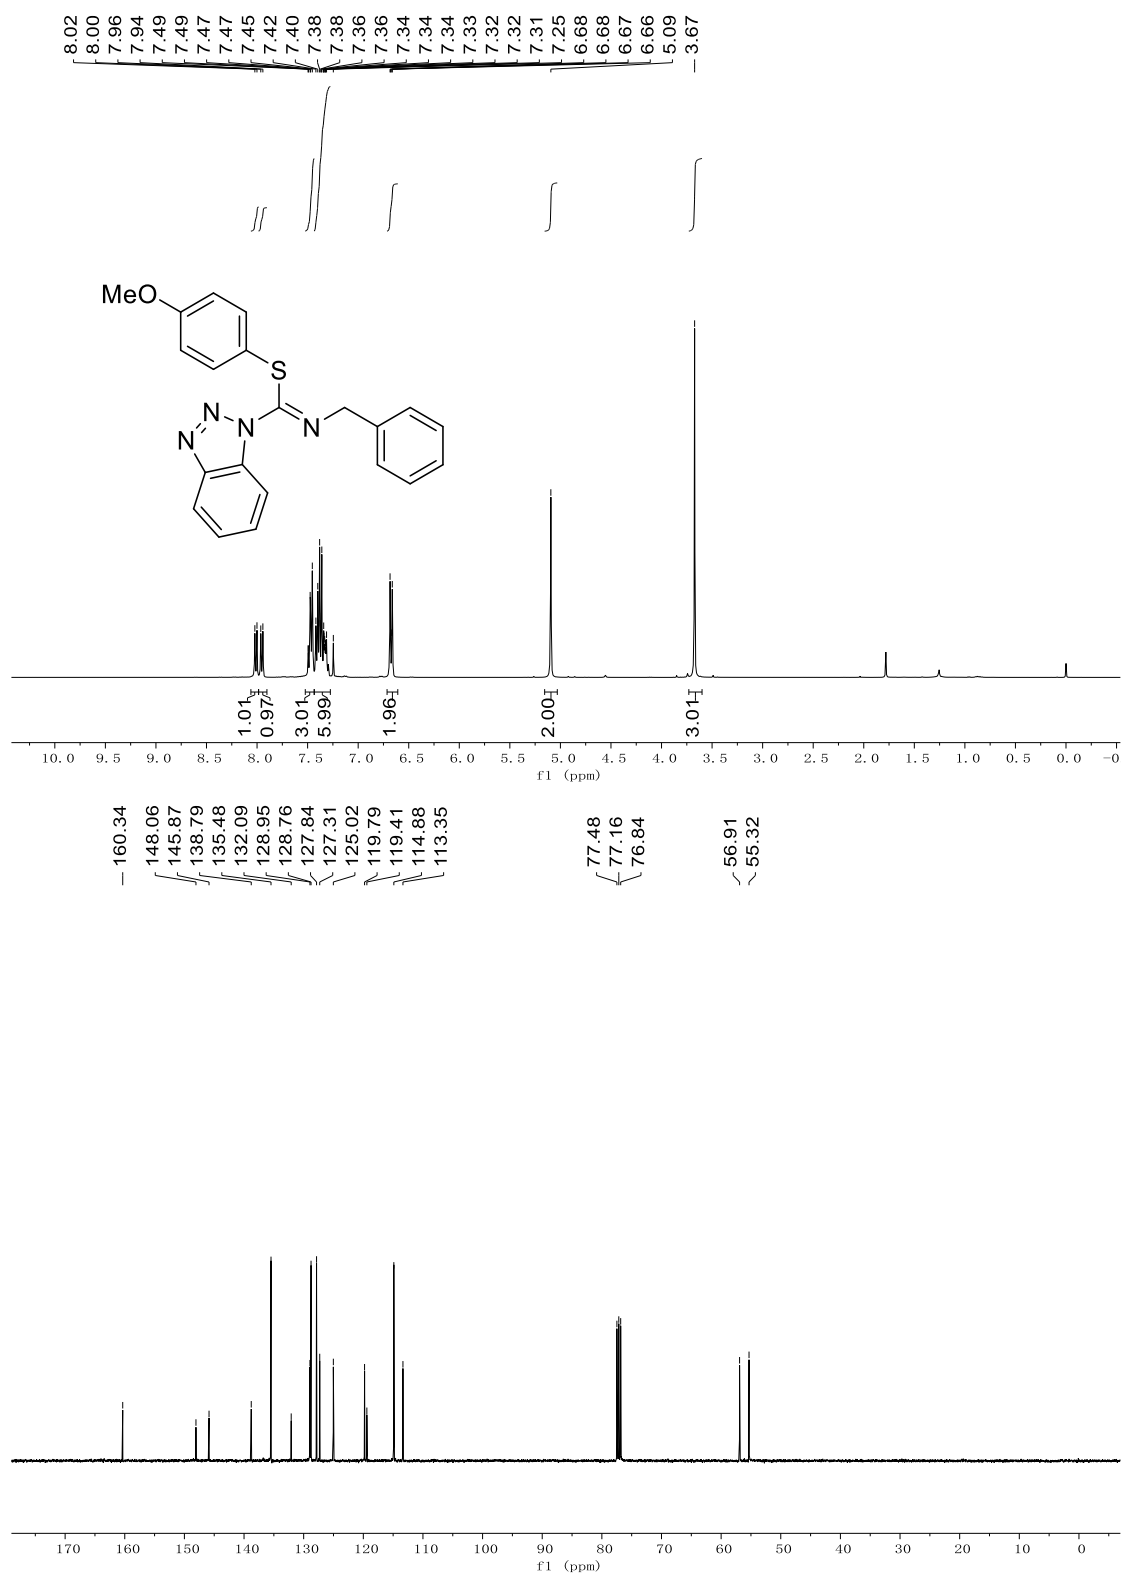 8.02 8.00 7.96 7.94 7.49 7.49 7.47 7.47 7.45 7.42 7.40 7.38 7.38 7.36 7.36 7.34 7.34 7.34 7.33 7.32 7.32 7.31 7.25 6.68 6.68 6.67 6.66 5.09 3.67
MeO
S
N
N
N
N
1.01 0.97 3.01 5.99 1.96 2.00 3.01
10.0 9.5 9.0 8.5 8.0 7.5 7.0 6.5 6.0 5.5 5.0 4.5 4.0 3.5 3.0 2.5 2.0 1.5 1.0 0.5 0.0 -0
f1 (ppm)
160.34 148.06 145.87 138.79 135.48 132.09 128.95 128.76 127.84 127.31 125.02 119.79 119.41 114.88 113.35 77.48 77.16 76.84 56.91 55.32
170 160 150 140 130 120 110 100 90 80 70 60 50 40 30 20 10 0
f1 (ppm)